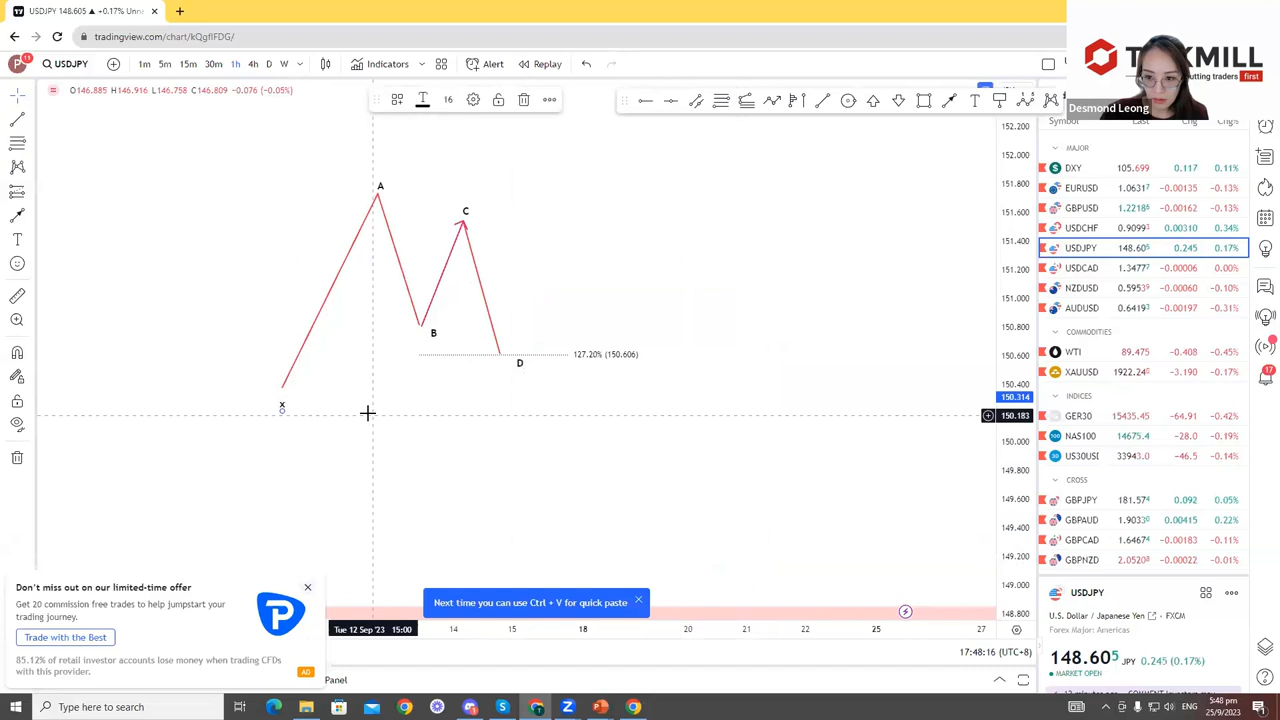 USDJPY 148.605 ▲ +0.17% Unn
tradingview.com/chart/kQgflFDG/
11
USDJPY
1m 5m 15m 30m 1h 4h D W
Indicators
Alert
Replay
O146.885 H146.916 L146.758 C146.809 -0.076 (-0.05%)
16
TICKMILL
putting traders first
Desmond Leong
Symbol Last Chg Chg%
MAJOR
DXY 105.699 0.117 0.11%
EURUSD 1.06317 -0.00135 -0.13%
GBPUSD 1.22186 -0.00162 -0.13%
USDCHF 0.90993 0.00310 0.34%
USDJPY 148.605 0.245 0.17%
USDCAD 1.34777 -0.00006 0.00%
NZDUSD 0.59539 -0.00060 -0.10%
AUDUSD 0.64193 -0.00197 -0.31%
COMMODITIES
WTI 89.475 -0.408 -0.45%
XAUUSD 1922.246 -3.190 -0.17%
INDICES
GER30 15435.45 -64.91 -0.42%
NAS100 14675.4 -28.0 -0.19%
US30USD 33943.0 -46.5 -0.14%
CROSS
GBPJPY 181.574 0.092 0.05%
GBPAUD 1.90330 0.00415 0.22%
GBPCAD 1.64674 -0.00183 -0.11%
GBPNZD 2.05208 -0.00022 -0.01%
17
152.200
152.000
151.800
151.600
151.400
151.200
151.000
150.800
150.600
150.400
150.314
150.183
150.000
149.800
149.600
149.400
149.200
149.000
148.800
A
C
B
D
X
127.20% (150.606)
Don't miss out on our limited-time offer
Get 20 commission free trades to help jumpstart your
trading journey.
Trade with the Best
85.12% of retail investor accounts lose money when trading CFDs
with this provider.
AD
Next time you can use Ctrl + V for quick paste
Tue 12 Sep '23 15:00 14 15 18 20 21 22 25 27
17:48:16 (UTC+8)
Panel
USDJPY
U.S. Dollar / Japanese Yen • FXCM
Forex Major: Americas
148.605 JPY 0.245 (0.17%)
MARKET OPEN
Type here to search
ENG
5:48 pm
25/9/2023